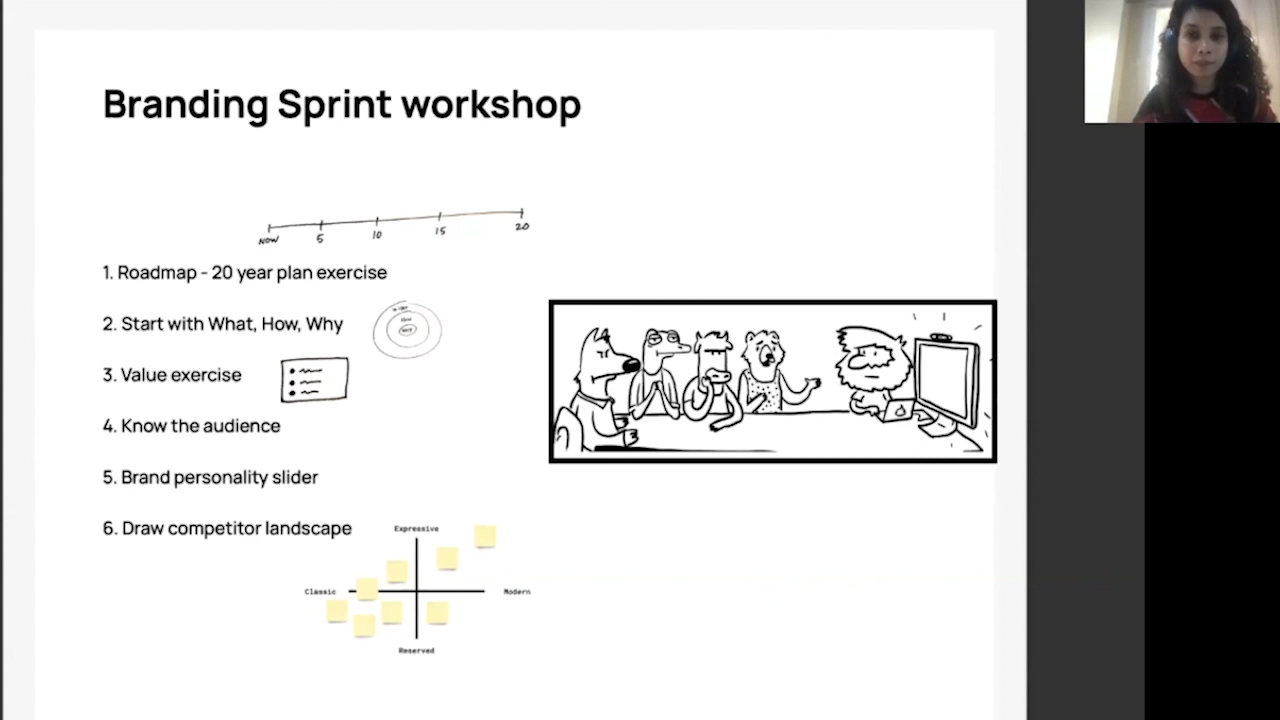 Branding Sprint workshop
NOW 5 10 15 20
1. Roadmap - 20 year plan exercise
2. Start with What, How, Why
3. Value exercise
4. Know the audience
5. Brand personality slider
6. Draw competitor landscape
Expressive
Classic
Modern
Reserved